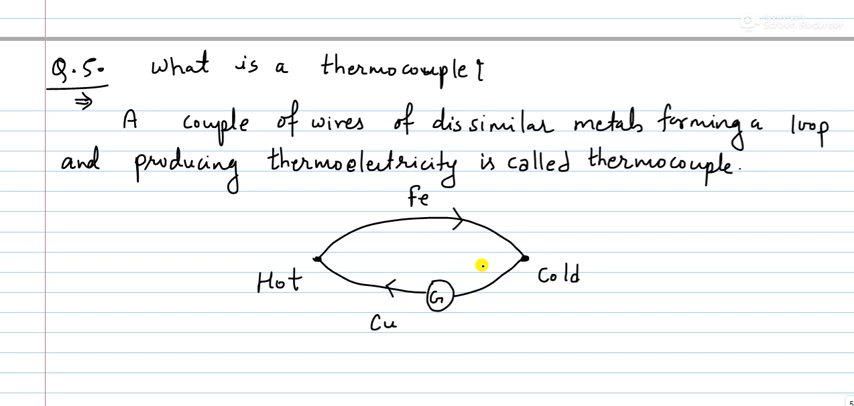 Q.5. What is a thermocouple?
⇒
A couple of wires of dissimilar metals forming a loop
and producing thermoelectricity is called thermocouple.
Fe
Hot
Cold
G
Cu
5